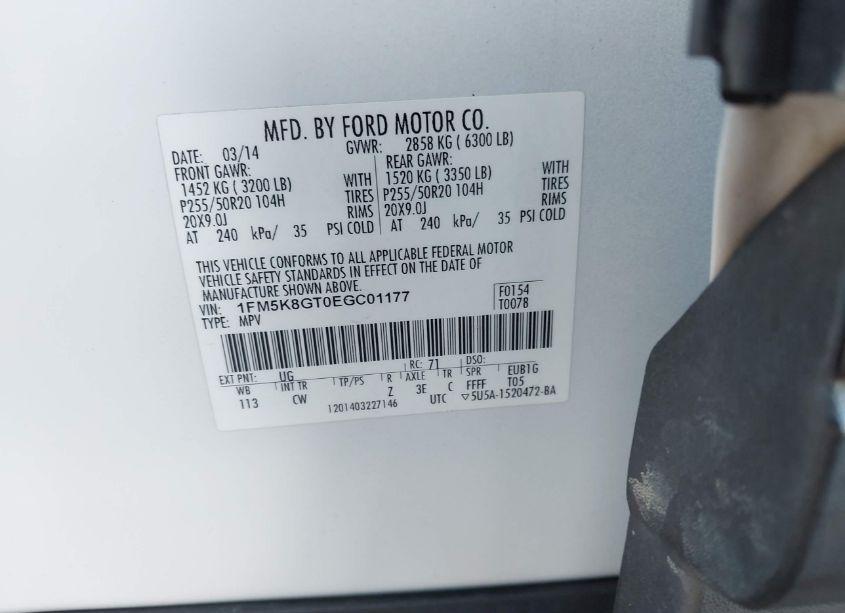 MFD. BY FORD MOTOR CO.
DATE: 03/14 GVWR: 2858 KG ( 6300 LB)
FRONT GAWR: REAR GAWR:
1452 KG ( 3200 LB) WITH 1520 KG ( 3350 LB) WITH
P255/50R20 104H TIRES P255/50R20 104H TIRES
20X9.0J RIMS 20X9.0J RIMS
AT 240 kPa/ 35 PSI COLD AT 240 kPa/ 35 PSI COLD
THIS VEHICLE CONFORMS TO ALL APPLICABLE FEDERAL MOTOR
VEHICLE SAFETY STANDARDS IN EFFECT ON THE DATE OF
MANUFACTURE SHOWN ABOVE.
VIN: 1FM5K8GT0EGC01177 F0154
TYPE: MPV T0078
EXT PNT: UG RC: 71 DSO:
WB INT TR TP/PS R AXLE TR SPR EUB1G
113 CW Z 3E C FFFF T05
1201403227146 UTC ▽5U5A-1520472-BA